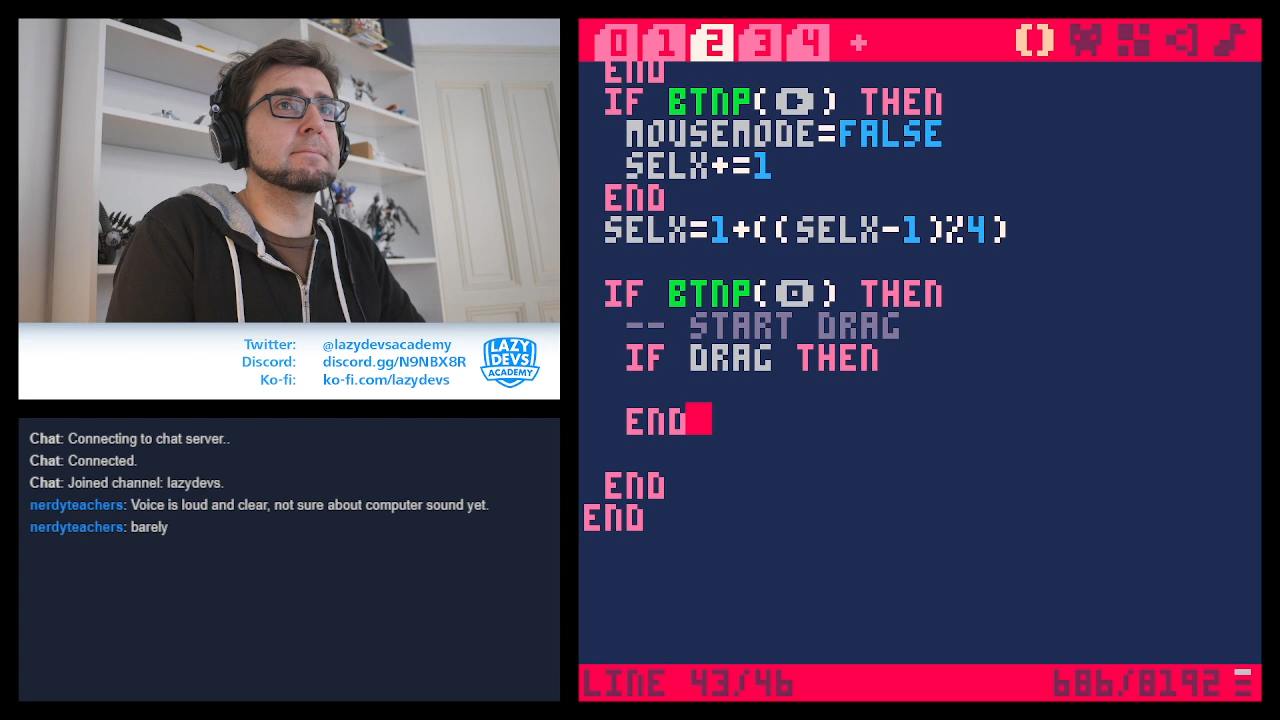 Twitter: @lazydevsacademy
Discord: discord.gg/N9NBX8R
Ko-fi: ko-fi.com/lazydevs
LAZY
DEVS
ACADEMY
Chat: Connecting to chat server..
Chat: Connected.
Chat: Joined channel: lazydevs.
nerdyteachers: Voice is loud and clear, not sure about computer sound yet.
nerdyteachers: barely
0 1 2 3 4 +
END
IF BTNP(➡️) THEN
MOUSEMODE=FALSE
SELX+=1
END
SELX=1+((SELX-1)%4)
IF BTNP(🅾️) THEN
-- START DRAG
IF DRAG THEN
END
END
END
LINE 43/46 686/8192